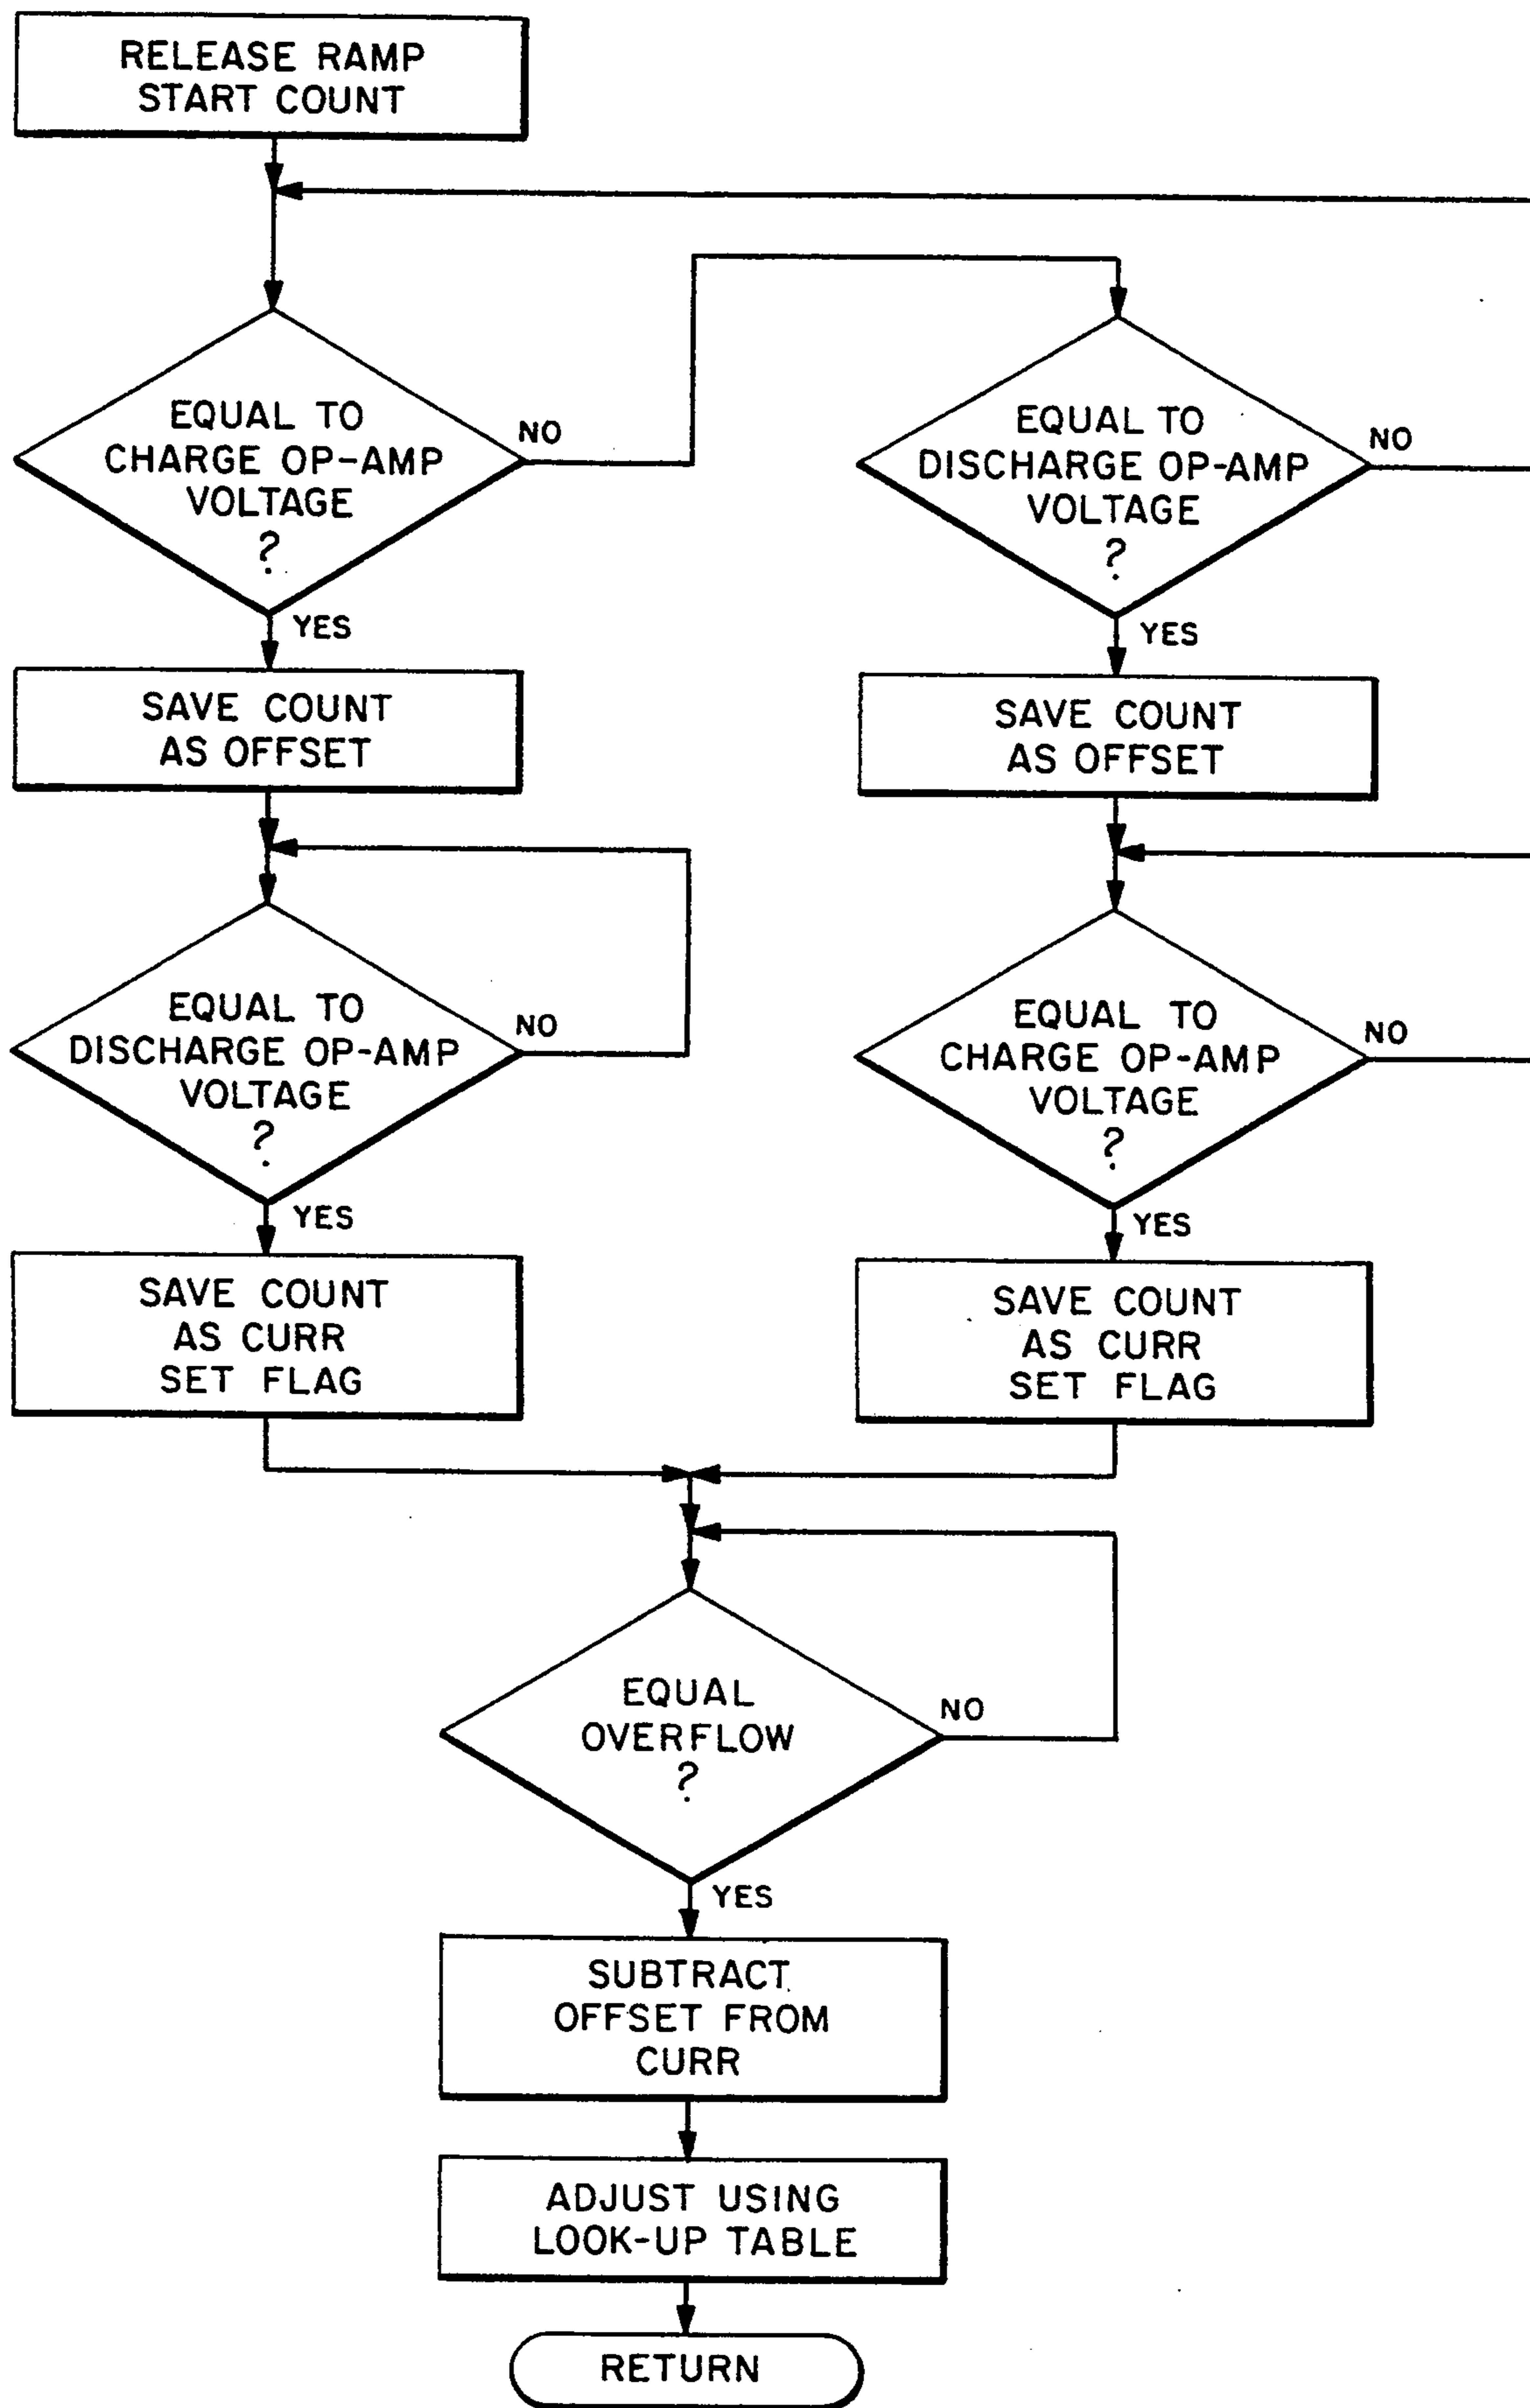 RELEASE RAMP
START COUNT
EQUAL TO
CHARGE OP-AMP
VOLTAGE
?
NO
YES
EQUAL TO
DISCHARGE OP-AMP
VOLTAGE
?
NO
YES
SAVE COUNT
AS OFFSET
SAVE COUNT
AS OFFSET
EQUAL TO
DISCHARGE OP-AMP
VOLTAGE
?
NO
YES
EQUAL TO
CHARGE OP-AMP
VOLTAGE
?
NO
YES
SAVE COUNT
AS CURR
SET FLAG
SAVE COUNT
AS CURR
SET FLAG
EQUAL
OVERFLOW
?
NO
YES
SUBTRACT
OFFSET FROM
CURR
ADJUST USING
LOOK-UP TABLE
RETURN